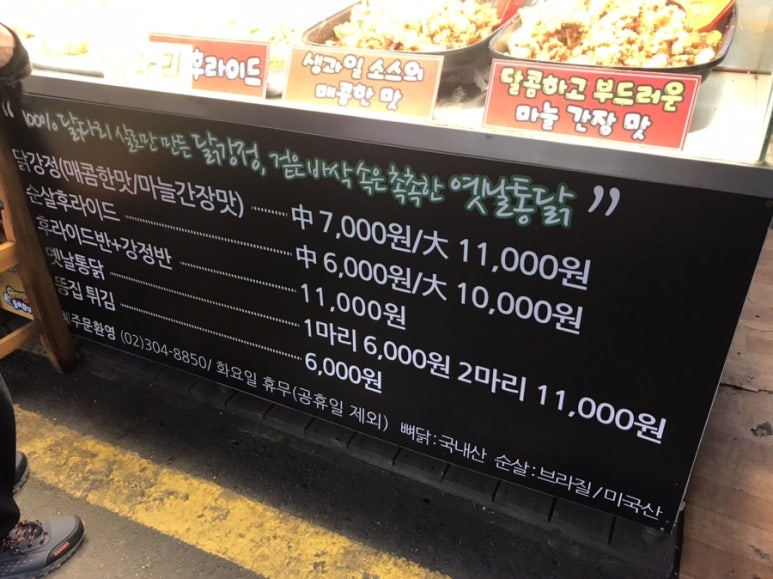 후라이드
생과일 소스의
매콤한 맛
달콤하고 부드러운
마늘 간장 맛
"100% 닭다리 살로만 만든 닭강정, 겉은 바삭 속은 촉촉한 옛날통닭"
닭강정(매콤한맛/마늘간장맛) ········ 中 7,000원/大 11,000원
순살후라이드 ········ 中 6,000원/大 10,000원
후라이드반+강정반 ········ 11,000원
옛날통닭 ········ 1마리 6,000원 2마리 11,000원
똥집 튀김 ········ 6,000원
주문환영 (02)304-8850/ 화요일 휴무(공휴일 제외) 뼈닭:국내산 순살:브라질/미국산